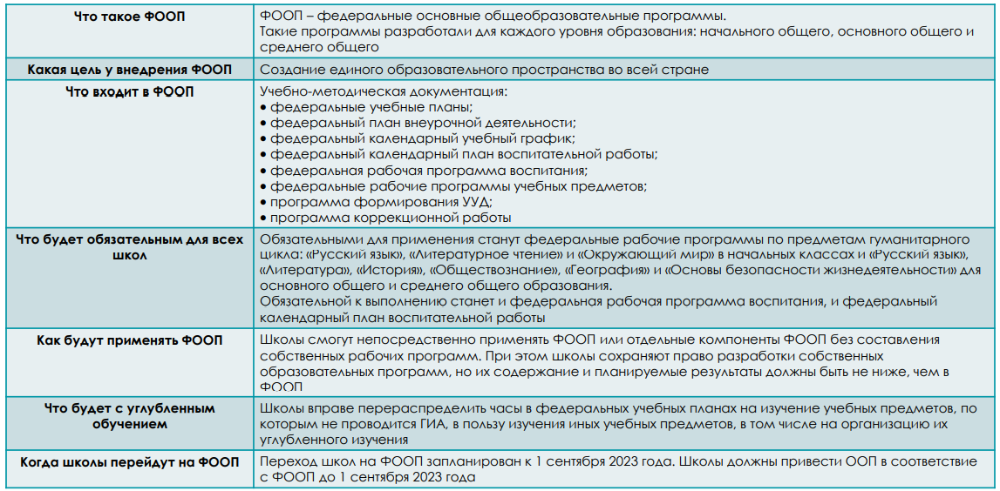 Что такое ФООП
ФООП – федеральные основные общеобразовательные программы.
Такие программы разработали для каждого уровня образования: начального общего, основного общего и
среднего общего
Какая цель у внедрения ФООП
Создание единого образовательного пространства во всей стране
Что входит в ФООП
Учебно-методическая документация:
• федеральные учебные планы;
• федеральный план внеурочной деятельности;
• федеральный календарный учебный график;
• федеральный календарный план воспитательной работы;
• федеральная рабочая программа воспитания;
• федеральные рабочие программы учебных предметов;
• программа формирования УУД;
• программа коррекционной работы
Что будет обязательным для всех
школ
Обязательными для применения станут федеральные рабочие программы по предметам гуманитарного
цикла: «Русский язык», «Литературное чтение» и «Окружающий мир» в начальных классах и «Русский язык»,
«Литература», «История», «Обществознание», «География» и «Основы безопасности жизнедеятельности» для
основного общего и среднего общего образования.
Обязательной к выполнению станет и федеральная рабочая программа воспитания, и федеральный
календарный план воспитательной работы
Как будут применять ФООП
Школы смогут непосредственно применять ФООП или отдельные компоненты ФООП без составления
собственных рабочих программ. При этом школы сохраняют право разработки собственных
образовательных программ, но их содержание и планируемые результаты должны быть не ниже, чем в
ФООП
Что будет с углубленным
обучением
Школы вправе перераспределить часы в федеральных учебных планах на изучение учебных предметов, по
которым не проводится ГИА, в пользу изучения иных учебных предметов, в том числе на организацию их
углубленного изучения
Когда школы перейдут на ФООП
Переход школ на ФООП запланирован к 1 сентября 2023 года. Школы должны привести ООП в соответствие
с ФООП до 1 сентября 2023 года